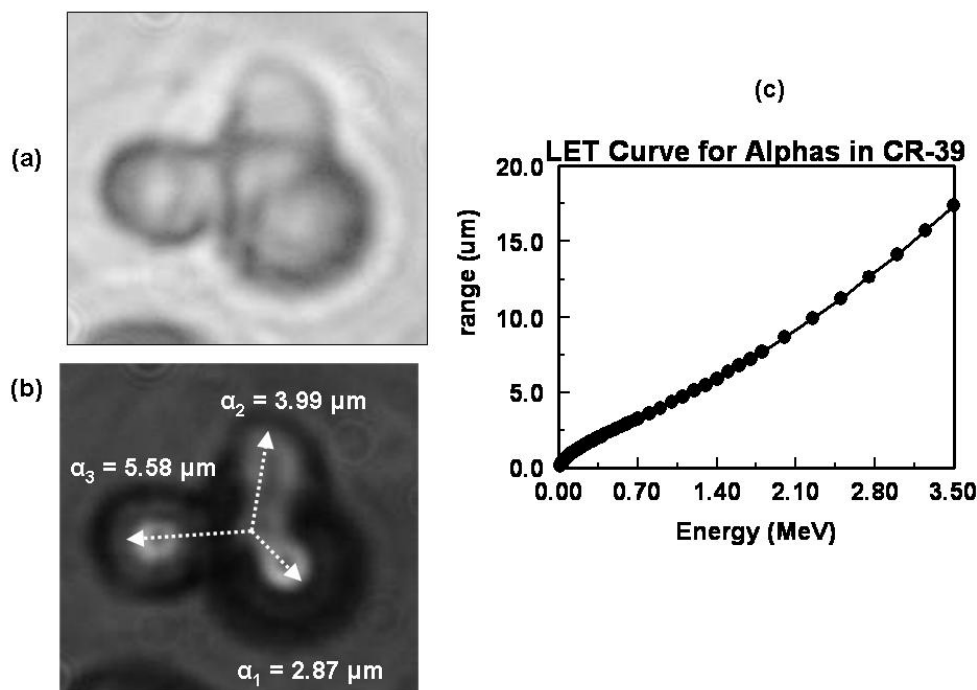 (a)
(b)
α2 = 3.99 µm
α3 = 5.58 µm
α1 = 2.87 µm
(c)
LET Curve for Alphas in CR-39
range (um)
20.0
15.0
10.0
5.0
0.0
0.00 0.70 1.40 2.10 2.80 3.50
Energy (MeV)